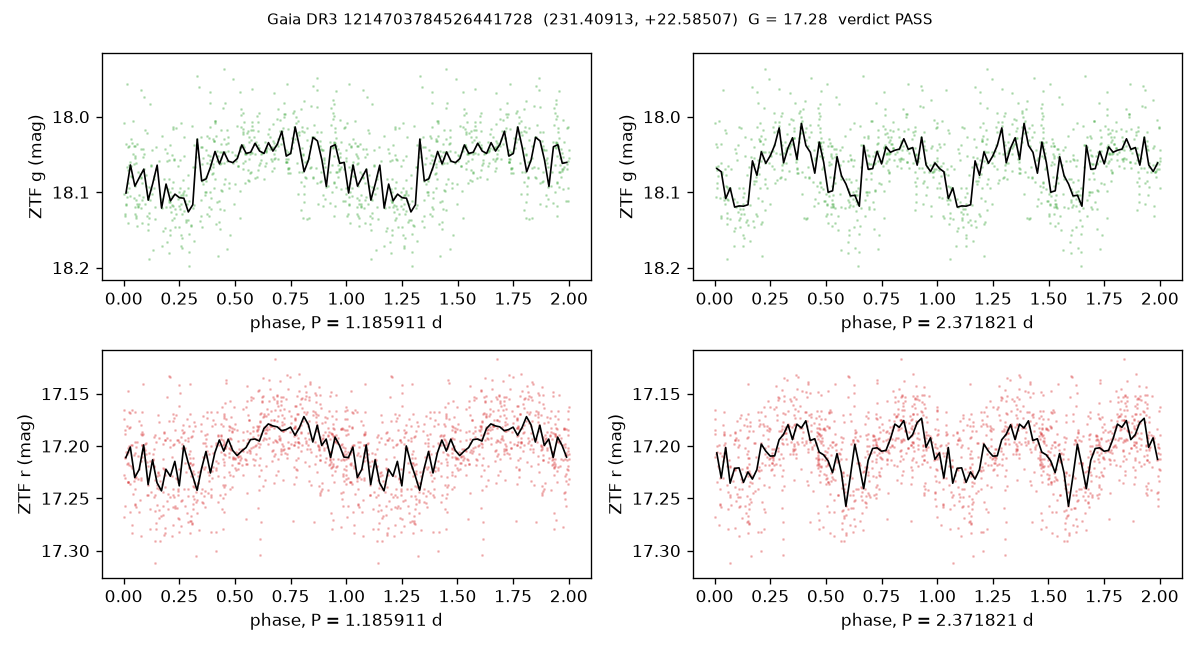 Gaia DR3 1214703784526441728  (231.40913, +22.58507)  G = 17.28  verdict PASS
ZTF g (mag)
18.0
18.1
18.2
0.00 0.25 0.50 0.75 1.00 1.25 1.50 1.75 2.00
phase, P = 1.185911 d
ZTF g (mag)
18.0
18.1
18.2
0.00 0.25 0.50 0.75 1.00 1.25 1.50 1.75 2.00
phase, P = 2.371821 d
ZTF r (mag)
17.15
17.20
17.25
17.30
0.00 0.25 0.50 0.75 1.00 1.25 1.50 1.75 2.00
phase, P = 1.185911 d
ZTF r (mag)
17.15
17.20
17.25
17.30
0.00 0.25 0.50 0.75 1.00 1.25 1.50 1.75 2.00
phase, P = 2.371821 d